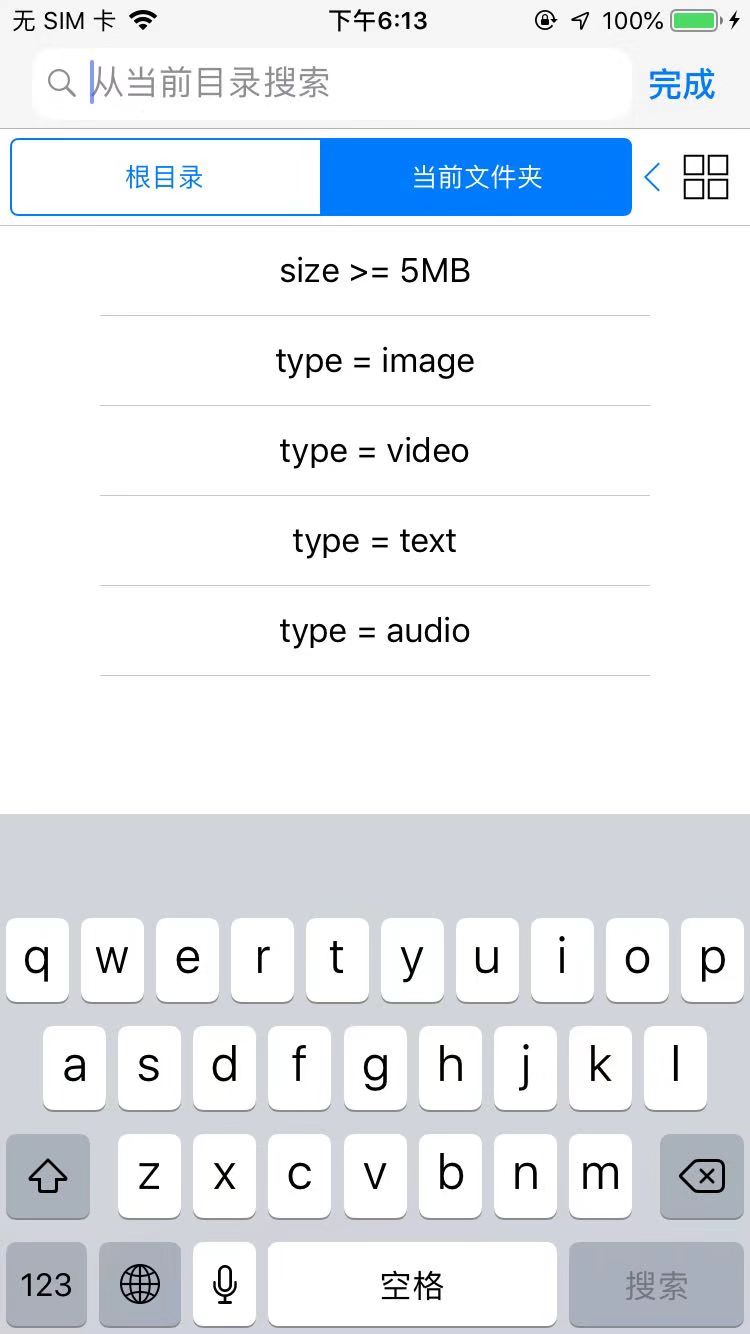 无 SIM 卡 下午6:13 100%
从当前目录搜索 完成
根目录 当前文件夹
size >= 5MB
type = image
type = video
type = text
type = audio
q w e r t y u i o p
a s d f g h j k l
z x c v b n m
123 空格 搜索